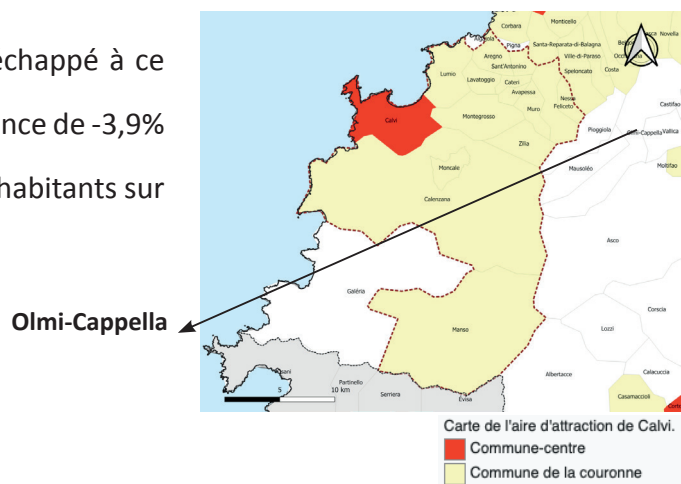 échappé à ce
ance de -3,9%
habitants sur
Olmi-Cappella
Corbara
Monticello
Pigna
Santa-Reparata-di-Balagna
Novella
Aregno
Ville-di-Paraso
Sant'Antonino
Lumio
Lavatoggio
Cateri
Speloncato
Costa
Avapessa
Nessa
Feliceto
Muro
Castifao
Calvi
Montegrosso
Pioggiola
Olmi-Cappella
Vallica
Zilia
Moltifao
Moncale
Mausoléo
Calenzana
Asco
Galéria
Corscia
Manso
Lozzi
Albertacce
Calacuccia
Partinello
Serriera
Evisa
Casamaccioli
5
10 km
Carte de l'aire d'attraction de Calvi.
Commune-centre
Commune de la couronne